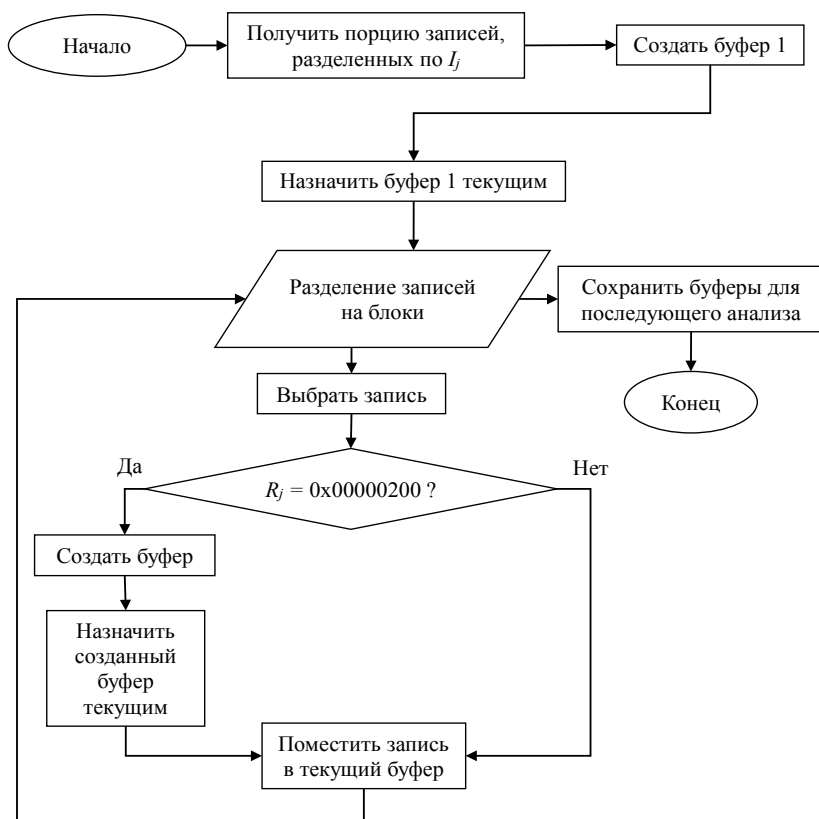 Начало
Получить порцию записей,
разделенных по Ij
Создать буфер 1
Назначить буфер 1 текущим
Разделение записей
на блоки
Сохранить буферы для
последующего анализа
Выбрать запись
Конец
Да
Нет
Rj = 0x00000200 ?
Создать буфер
Назначить
созданный
буфер
текущим
Поместить запись
в текущий буфер